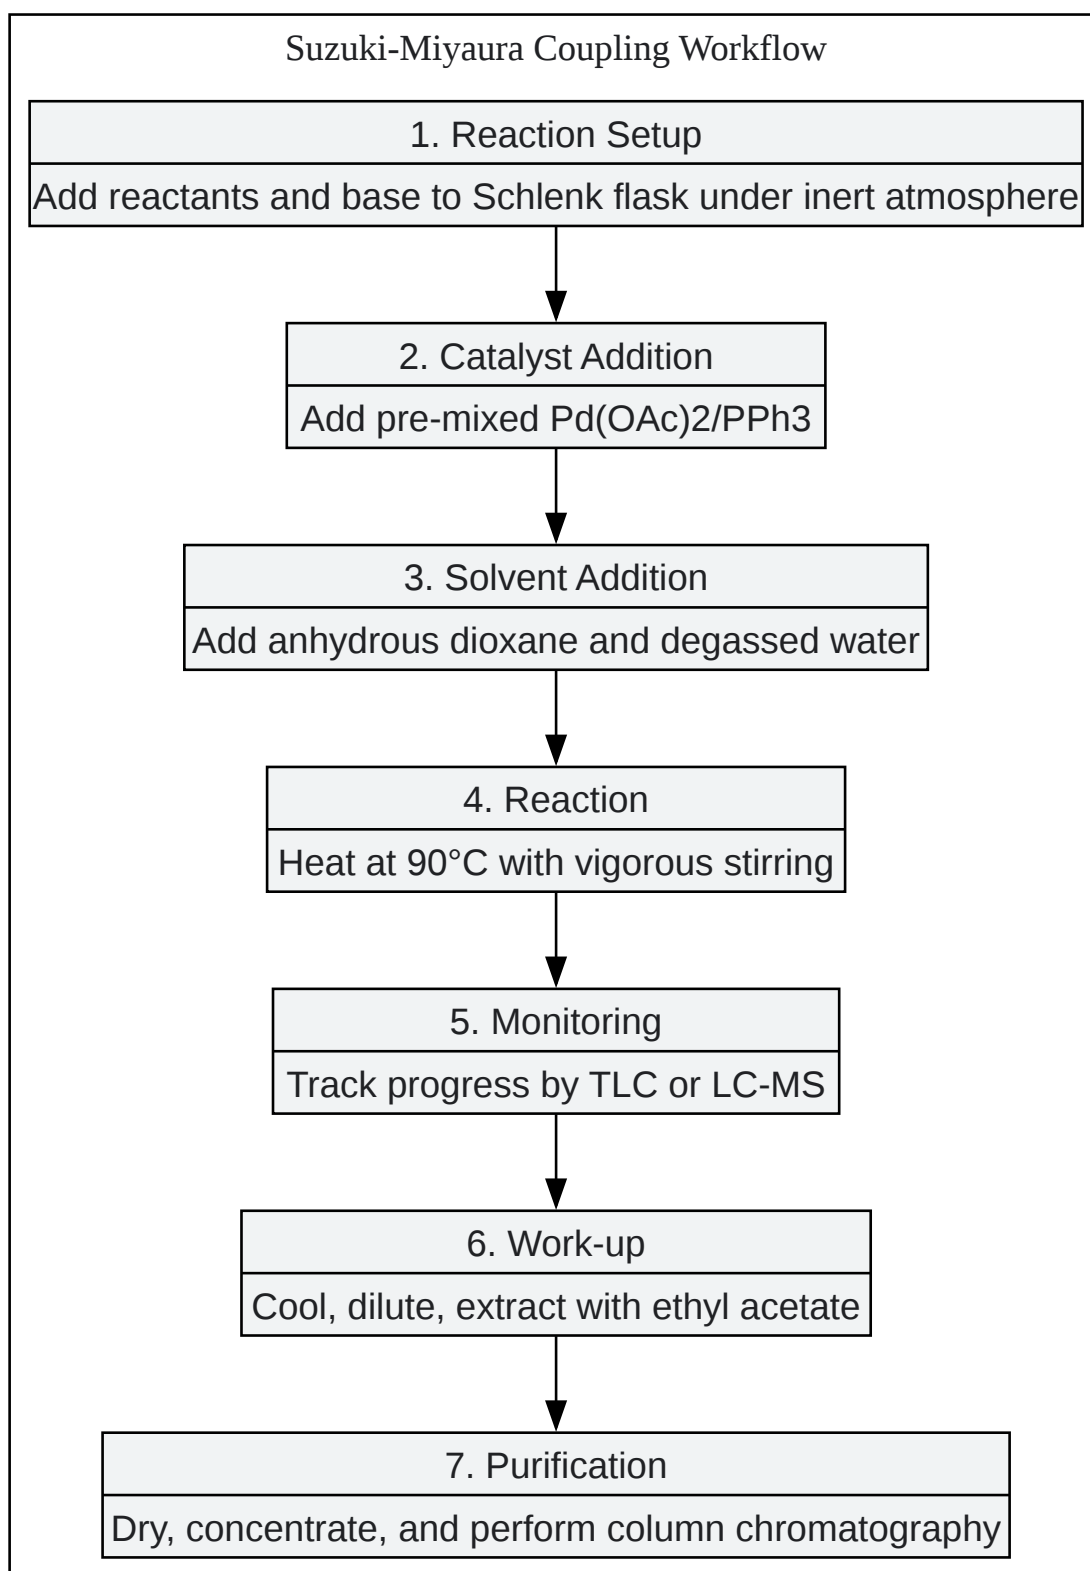 Suzuki-Miyaura Coupling Workflow
1. Reaction Setup
Add reactants and base to Schlenk flask under inert atmosphere
2. Catalyst Addition
Add pre-mixed Pd(OAc)2/PPh3
3. Solvent Addition
Add anhydrous dioxane and degassed water
4. Reaction
Heat at 90°C with vigorous stirring
5. Monitoring
Track progress by TLC or LC-MS
6. Work-up
Cool, dilute, extract with ethyl acetate
7. Purification
Dry, concentrate, and perform column chromatography